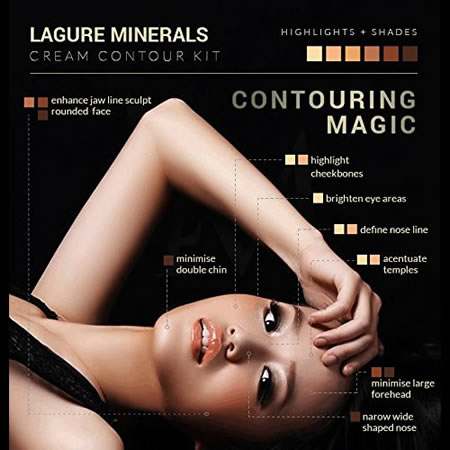 LAGURE MINERALS
CREAM CONTOUR KIT
HIGHLIGHTS + SHADES
CONTOURING
MAGIC
enhance jaw line sculpt
rounded face
highlight
cheekbones
brighten eye areas
define nose line
acentuate
temples
minimise
double chin
minimise large
forehead
narow wide
shaped nose